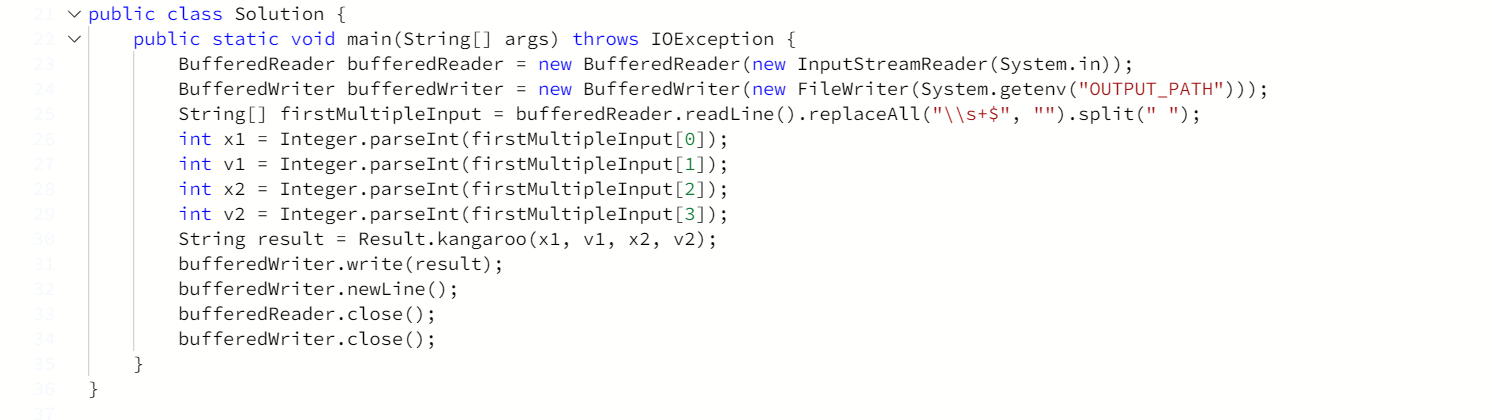 21 public class Solution {
22 public static void main(String[] args) throws IOException {
23 BufferedReader bufferedReader = new BufferedReader(new InputStreamReader(System.in));
24 BufferedWriter bufferedWriter = new BufferedWriter(new FileWriter(System.getenv("OUTPUT_PATH")));
25 String[] firstMultipleInput = bufferedReader.readLine().replaceAll("\\s+$", "").split(" ");
26 int x1 = Integer.parseInt(firstMultipleInput[0]);
27 int v1 = Integer.parseInt(firstMultipleInput[1]);
28 int x2 = Integer.parseInt(firstMultipleInput[2]);
29 int v2 = Integer.parseInt(firstMultipleInput[3]);
30 String result = Result.kangaroo(x1, v1, x2, v2);
31 bufferedWriter.write(result);
32 bufferedWriter.newLine();
33 bufferedReader.close();
34 bufferedWriter.close();
35 }
36 }
37